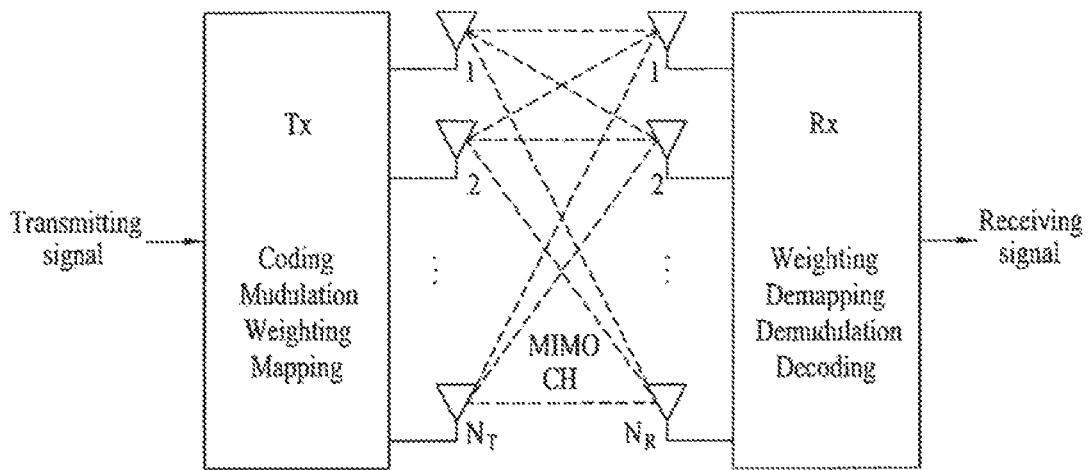 Transmitting
signal
Tx
Coding
Mudulation
Weighting
Mapping
1
2
⋮
N_T
1
2
⋮
N_R
MIMO
CH
Rx
Weighting
Demapping
Demudulation
Decoding
Receiving
signal